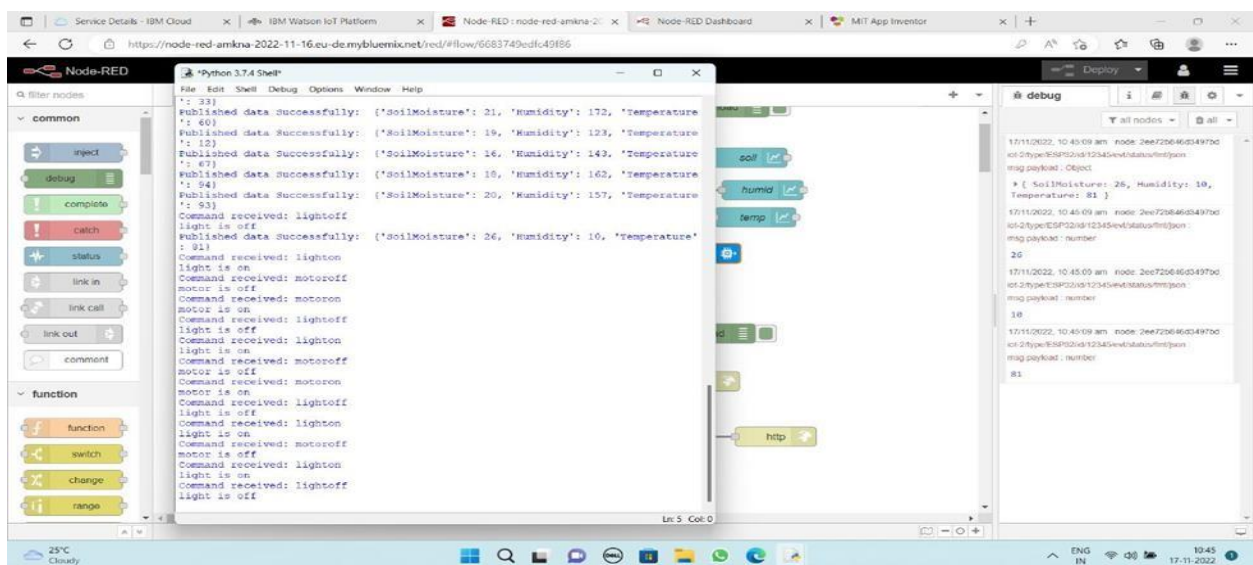 Service Details - IBM Cloud
IBM Watson IoT Platform
Node-RED : node-red-amkna-20
Node-RED Dashboard
MIT App Inventor
https://node-red-amkna-2022-11-16.eu-de.mybluemix.net/red/#flow/6683749edfc49f86
Node-RED
Deploy
filter nodes
common
inject
debug
complete
catch
status
link in
link call
link out
comment
function
function
switch
change
range
*Python 3.7.4 Shell*
File Edit Shell Debug Options Window Help
': 33}
Published data Successfully: {'SoilMoisture': 21, 'Humidity': 172, 'Temperature
': 60}
Published data Successfully: {'SoilMoisture': 19, 'Humidity': 123, 'Temperature
': 12}
Published data Successfully: {'SoilMoisture': 16, 'Humidity': 143, 'Temperature
': 67}
Published data Successfully: {'SoilMoisture': 18, 'Humidity': 162, 'Temperature
': 94}
Published data Successfully: {'SoilMoisture': 20, 'Humidity': 157, 'Temperature
': 93}
Command received: lightoff
light is off
Published data Successfully: {'SoilMoisture': 26, 'Humidity': 10, 'Temperature'
: 81}
Command received: lighton
light is on
Command received: motoroff
motor is off
Command received: motoron
motor is on
Command received: lightoff
light is off
Command received: lighton
light is on
Command received: motoroff
motor is off
Command received: motoron
motor is on
Command received: lightoff
light is off
Command received: lighton
light is on
Command received: motoroff
motor is off
Command received: lighton
light is on
Command received: lightoff
light is off
Ln: 5 Col: 0
soil
humid
temp
http
debug
all nodes
all
17/11/2022, 10:45:09 am node: 2ee72b646d3497bd
iot-2/type/ESP32/id/12345/evt/status/fmt/json :
msg.payload : Object
{ SoilMoisture: 26, Humidity: 10,
Temperature: 81 }
17/11/2022, 10:45:09 am node: 2ee72b646d3497bd
iot-2/type/ESP32/id/12345/evt/status/fmt/json :
msg.payload : number
26
17/11/2022, 10:45:09 am node: 2ee72b646d3497bd
iot-2/type/ESP32/id/12345/evt/status/fmt/json :
msg.payload : number
10
17/11/2022, 10:45:09 am node: 2ee72b646d3497bd
iot-2/type/ESP32/id/12345/evt/status/fmt/json :
msg.payload : number
81
25°C
Cloudy
DELL
ENG
IN
10:45
17-11-2022